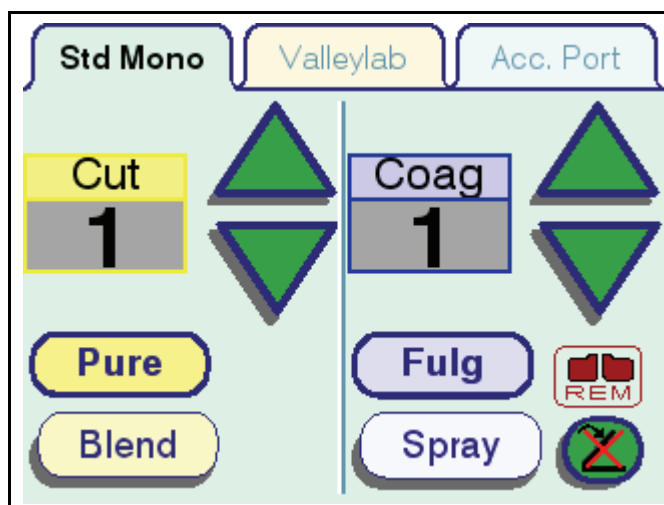 Std Mono
Valleylab
Acc. Port
Cut
1
Coag
1
Pure
Blend
Fulg
Spray
REM